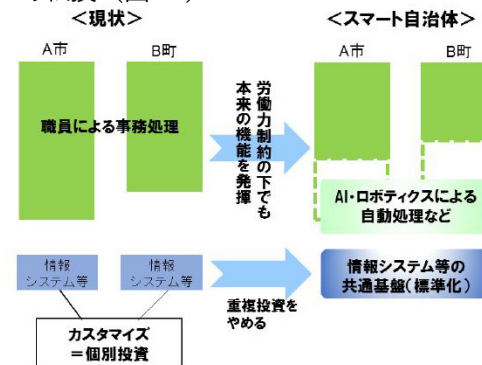 <現状>
<スマート自治体>
A市
B町
A市
B町
職員による事務処理
労働力制約の下でも
本来の機能を発揮
AI・ロボティクスによる
自動処理など
情報
システム等
情報
システム等
重複投資を
やめる
情報システム等の
共通基盤(標準化)
カスタマイズ
=個別投資